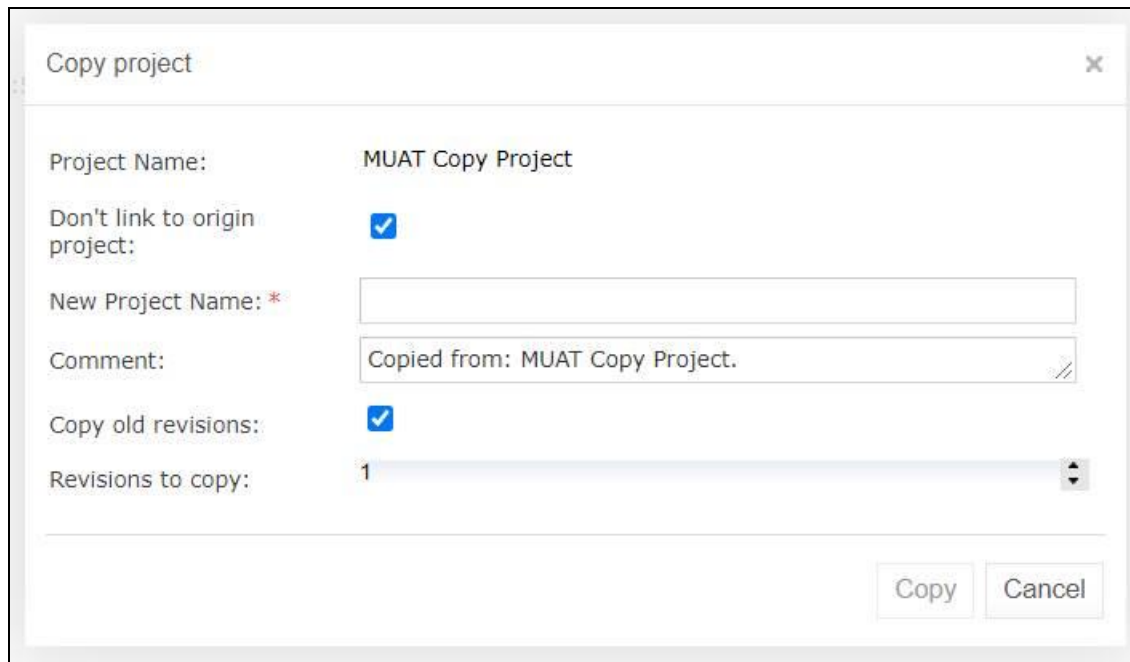 Copy project
Project Name: MUAT Copy Project
Don't link to origin
project:
New Project Name: *
Comment: Copied from: MUAT Copy Project.
Copy old revisions:
Revisions to copy: 1
Copy Cancel